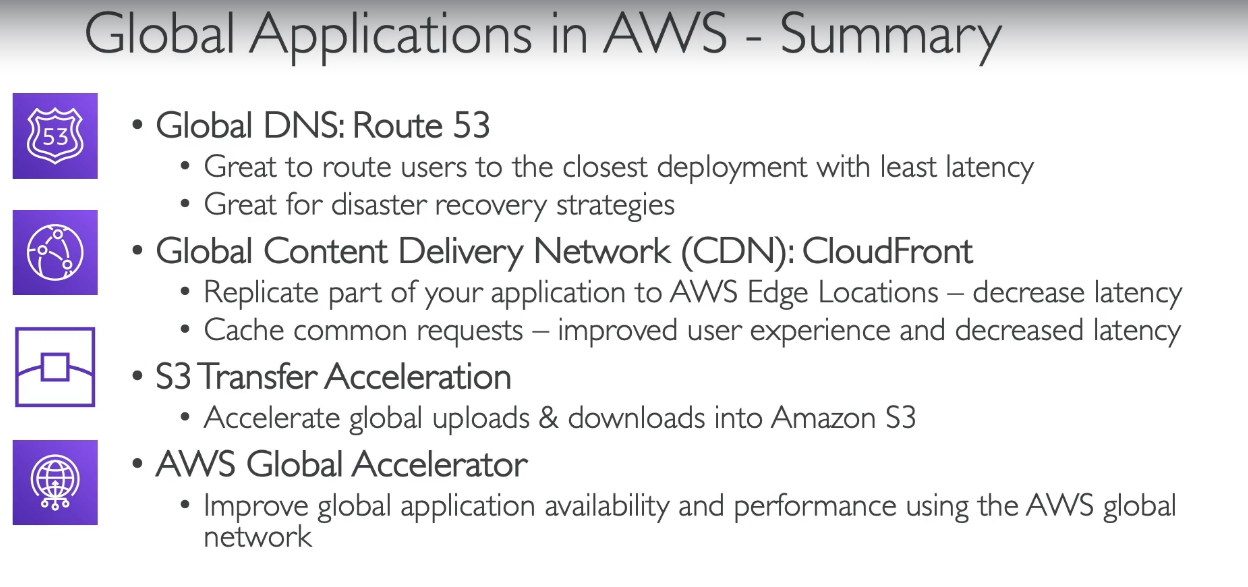 Global Applications in AWS - Summary
53
• Global DNS: Route 53
• Great to route users to the closest deployment with least latency
• Great for disaster recovery strategies
• Global Content Delivery Network (CDN): CloudFront
• Replicate part of your application to AWS Edge Locations – decrease latency
• Cache common requests – improved user experience and decreased latency
• S3 Transfer Acceleration
• Accelerate global uploads & downloads into Amazon S3
• AWS Global Accelerator
• Improve global application availability and performance using the AWS global
network